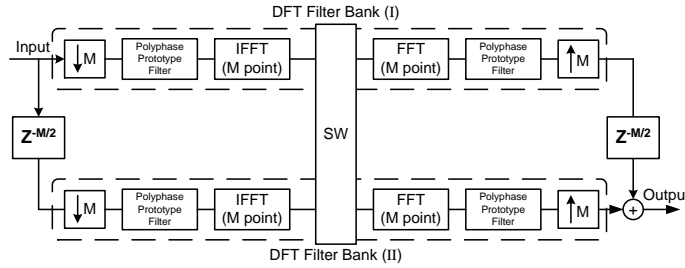 DFT Filter Bank (I)
Input
↓M
Polyphase
Prototype
Filter
IFFT
(M point)
SW
FFT
(M point)
Polyphase
Prototype
Filter
↑M
Z-M/2
Z-M/2
↓M
Polyphase
Prototype
Filter
IFFT
(M point)
FFT
(M point)
Polyphase
Prototype
Filter
↑M
+
Outpu
DFT Filter Bank (II)